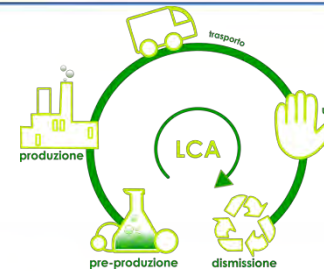 trasporto
produzione
LCA
pre-produzione
dismissione